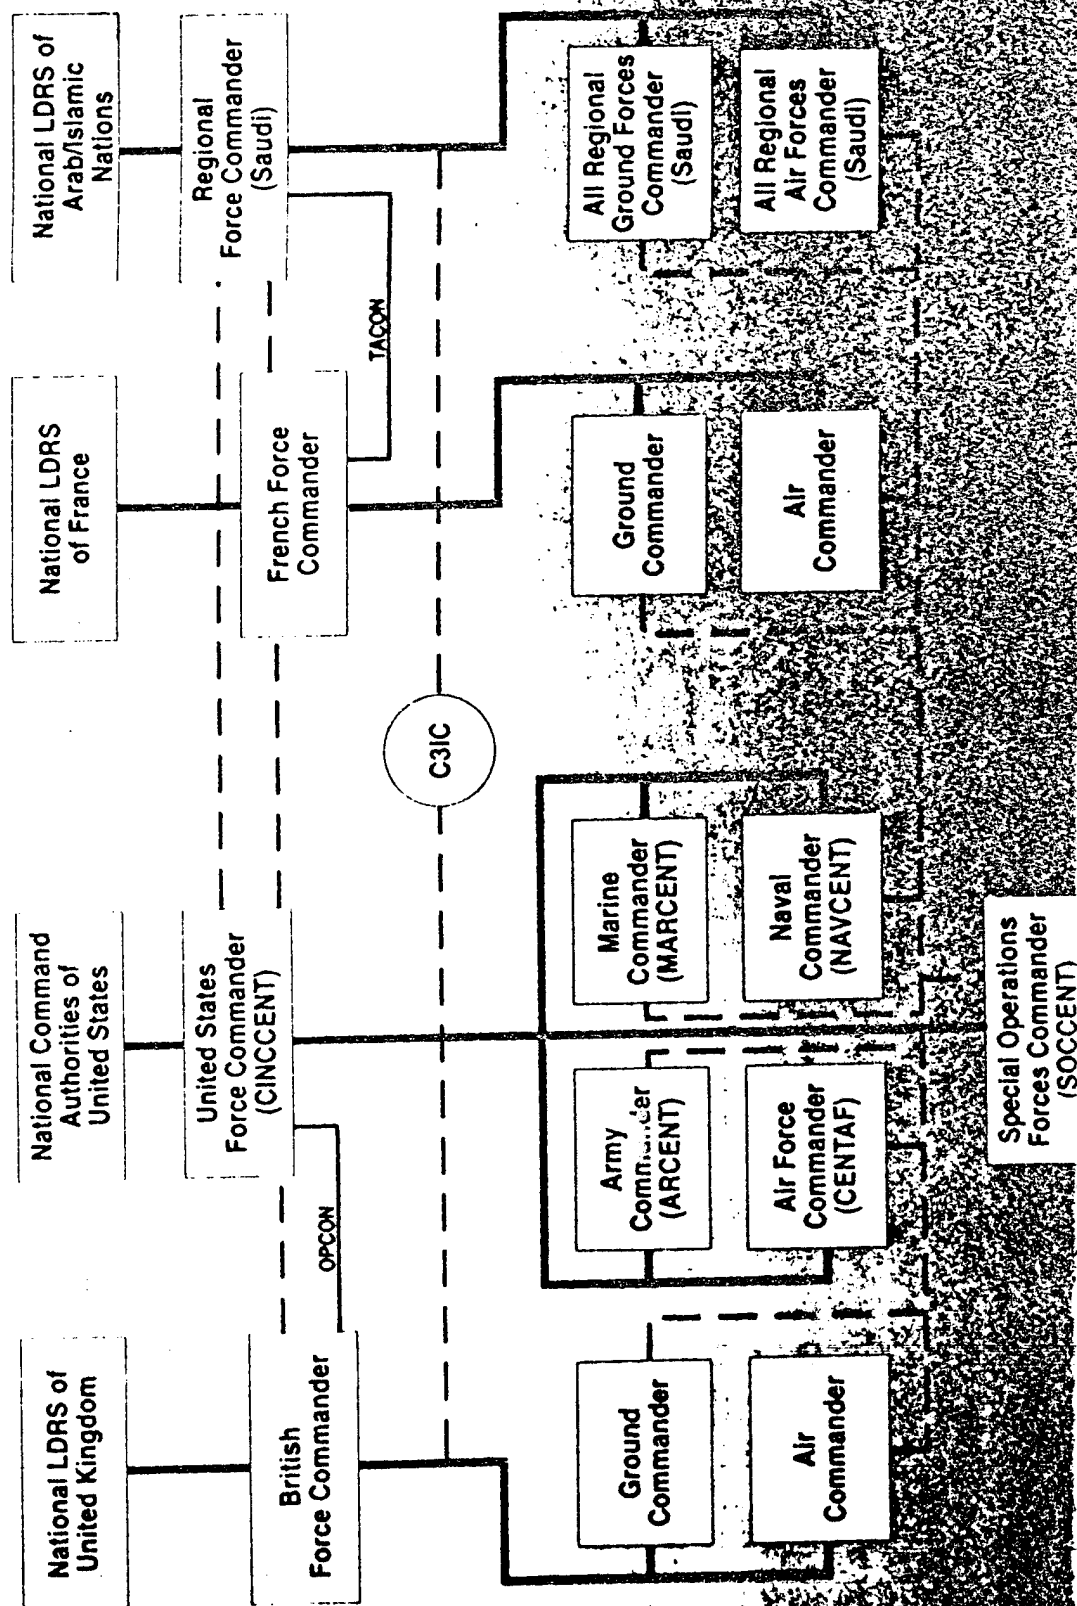 National LDRS of
United Kingdom
National Command
Authorities of
United States
National LDRS
of France
National LDRS of
Arab/Islamic
Nations
British
Force Commander
United States
Force Commander
(CINCCENT)
French Force
Commander
Regional
Force Commander
(Saudi)
OPCON
TACON
C3IC
Ground
Commander
Army
Commander
(ARCENT)
Marine
Commander
(MARCENT)
Ground
Commander
All Regional
Ground Forces
Commander
(Saudi)
Air
Commander
Air Force
Commander
(CENTAF)
Naval
Commander
(NAVCENT)
Air
Commander
All Regional
Air Forces
Commander
(Saudi)
Special Operations
Forces Commander
(SOCCENT)